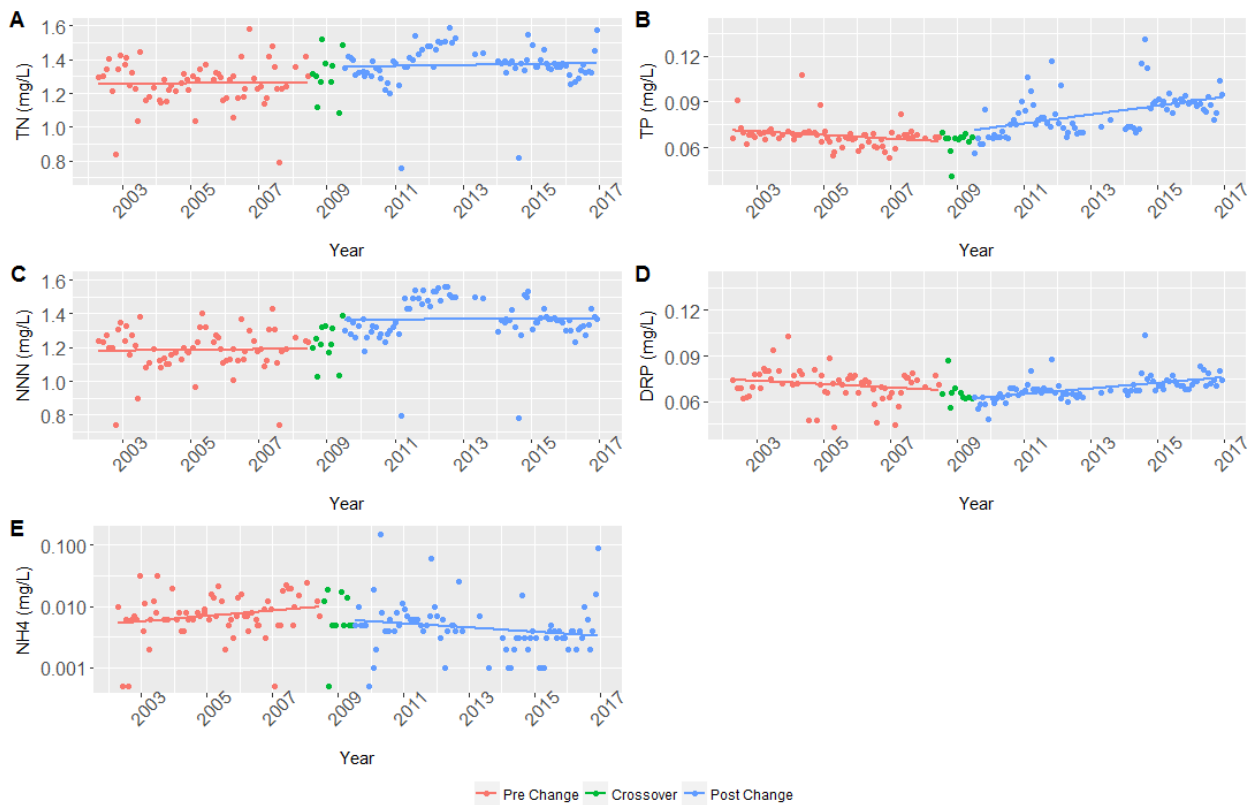 A
TN (mg/L)
1.6
1.4
1.2
1.0
0.8
2003 2005 2007 2009 2011 2013 2015 2017
Year
B
TP (mg/L)
0.12
0.09
0.06
2003 2005 2007 2009 2011 2013 2015 2017
Year
C
NNN (mg/L)
1.6
1.4
1.2
1.0
0.8
2003 2005 2007 2009 2011 2013 2015 2017
Year
D
DRP (mg/L)
0.12
0.09
0.06
2003 2005 2007 2009 2011 2013 2015 2017
Year
E
NH4 (mg/L)
0.100
0.010
0.001
2003 2005 2007 2009 2011 2013 2015 2017
Year
Pre Change Crossover Post Change